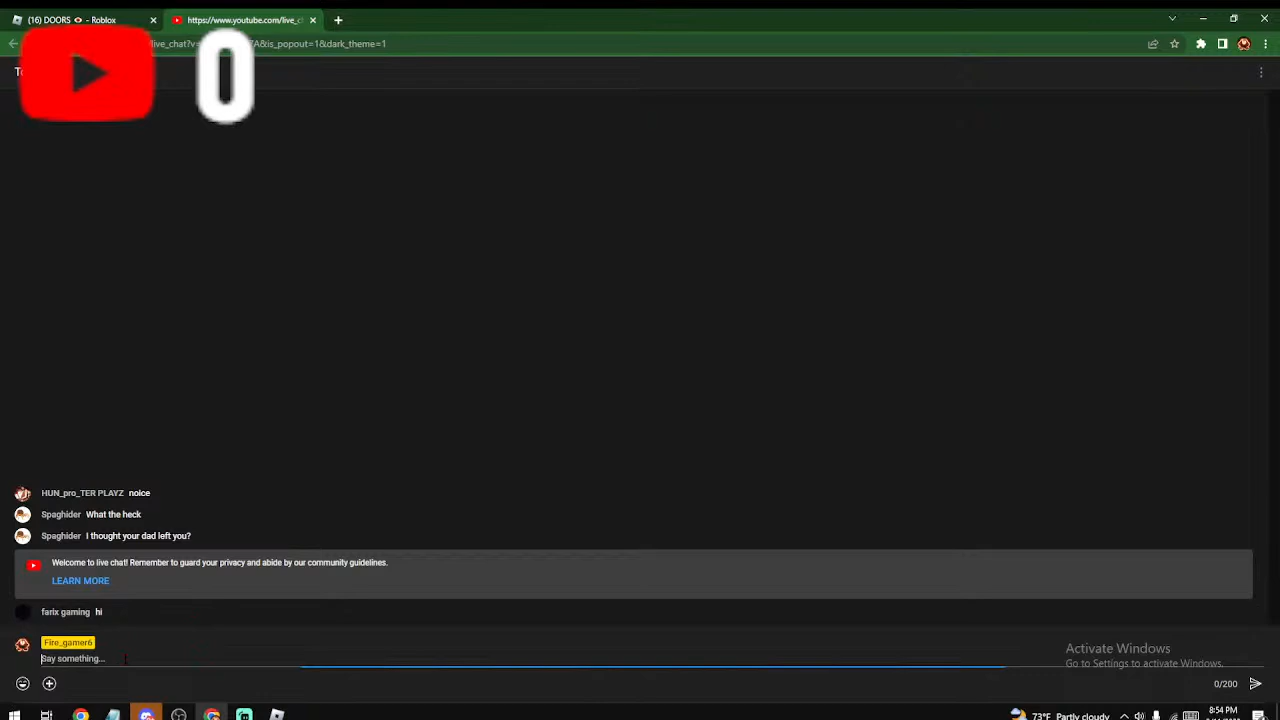 (16) DOORS 👁 - Roblox
https://www.youtube.com/live_c
live_chat?v=
A&is_popout=1&dark_theme=1
0
HUN_pro_TER PLAYZ noice
Spaghider What the heck
Spaghider I thought your dad left you?
Welcome to live chat! Remember to guard your privacy and abide by our community guidelines.
LEARN MORE
farix gaming hi
Fire_gamer6
Say something...
Activate Windows
Go to Settings to activate Windows.
0/200
73°F Partly cloudy
8:54 PM